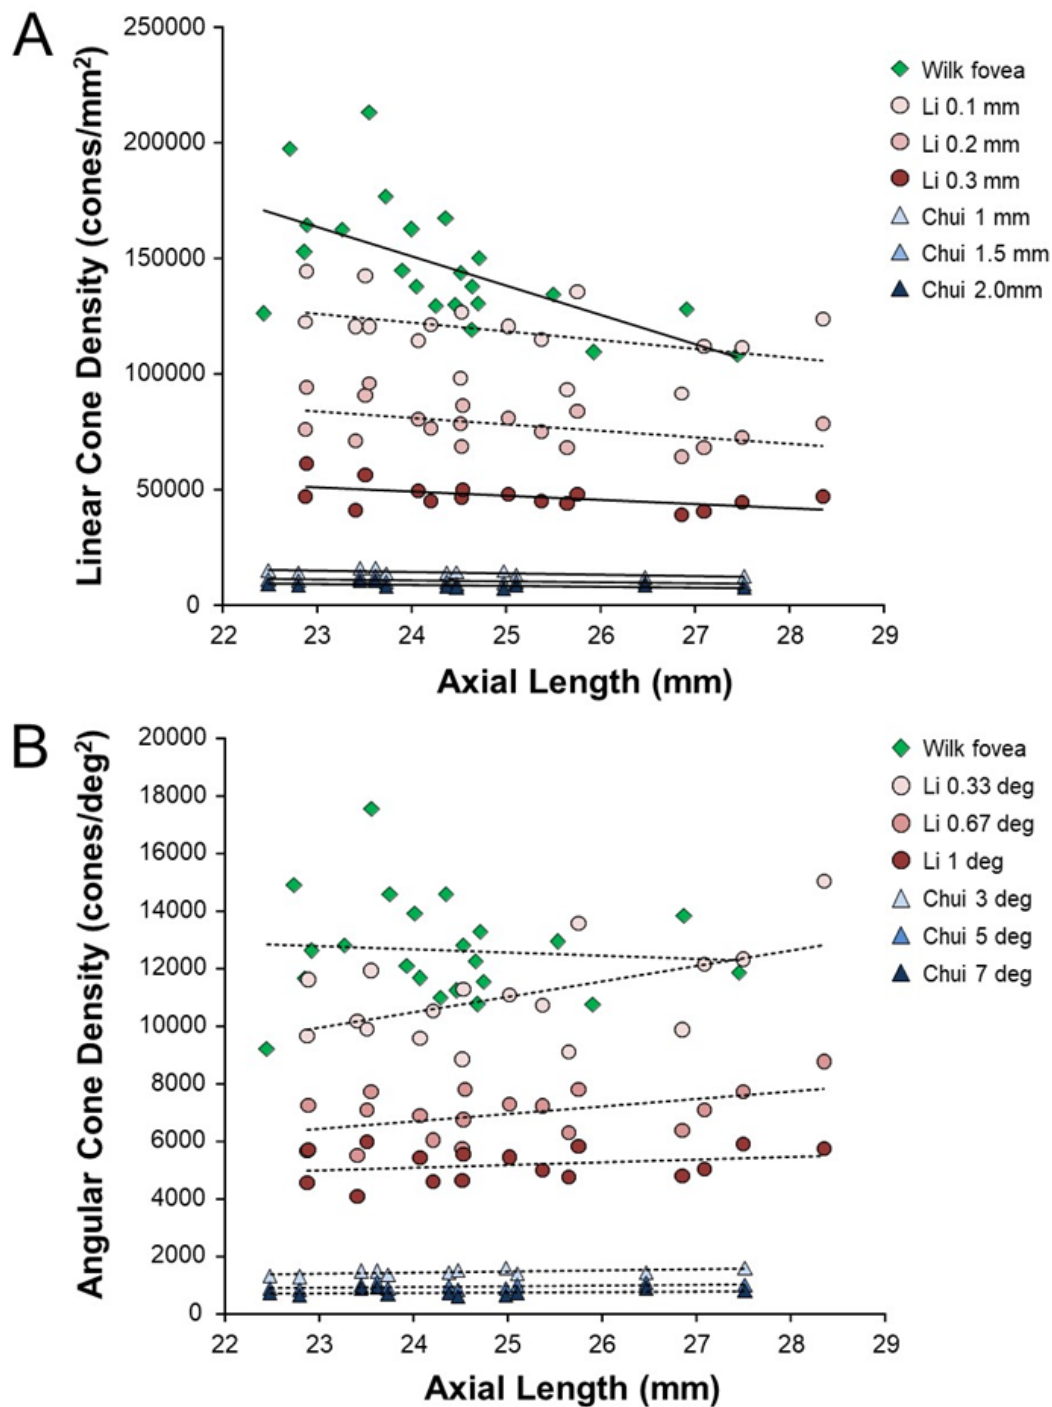 A
Linear Cone Density (cones/mm²)
250000
200000
150000
100000
50000
0
22 23 24 25 26 27 28 29
Axial Length (mm)
Wilk fovea
Li 0.1 mm
Li 0.2 mm
Li 0.3 mm
Chui 1 mm
Chui 1.5 mm
Chui 2.0mm
B
Angular Cone Density (cones/deg²)
20000
18000
16000
14000
12000
10000
8000
6000
4000
2000
0
22 23 24 25 26 27 28 29
Axial Length (mm)
Wilk fovea
Li 0.33 deg
Li 0.67 deg
Li 1 deg
Chui 3 deg
Chui 5 deg
Chui 7 deg